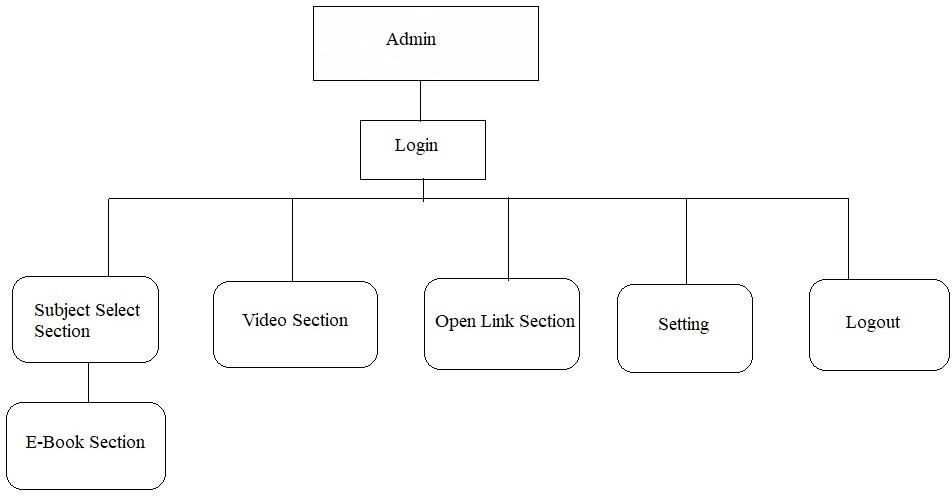 Admin
Login
Subject Select
Section
Video Section
Open Link Section
Setting
Logout
E-Book Section